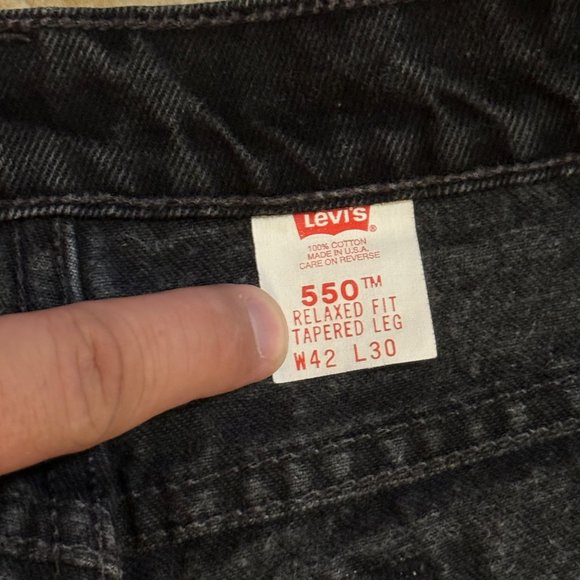 Levi's ®
100% COTTON
MADE IN U.S.A.
CARE ON REVERSE
550™
RELAXED FIT
TAPERED LEG
W42 L30